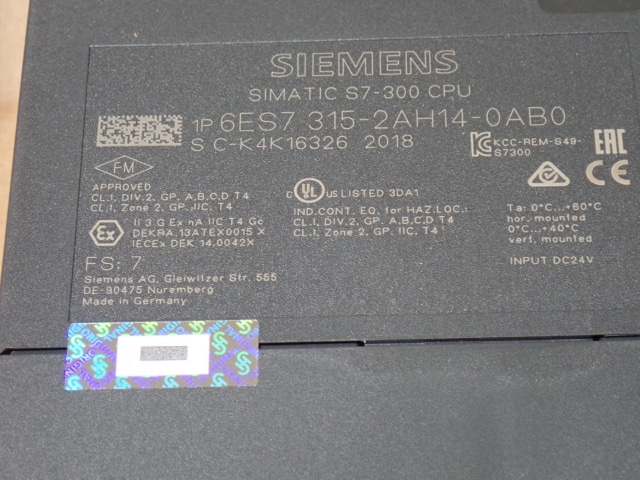 SIEMENS
SIMATIC S7-300 CPU
1P 6ES7 315-2AH14-0AB0
S C-K4K16326 2018
KCC-REM-S49-
S7300
EAC
FM
APPROVED
CL.I, DIV.2, GP. A,B,C,D T4
CL.I, Zone 2, GP. IIC, T4
c UL US LISTED 3DA1
IND.CONT. EQ. for HAZ.LOC.:
CL.I, DIV.2, GP. A,B,C,D T4
CL.I, Zone 2, GP. IIC, T4
CE
Ta: 0°C...+60°C
hor. mounted
0°C...+40°C
vert. mounted
INPUT DC24V
Ex
II 3 G Ex nA IIC T4 Gc
DEKRA 13ATEX0015 X
IECEx DEK 14.0042X
FS: 7
Siemens AG, Gleiwitzer Str. 555
DE-90475 Nuremberg
Made in Germany